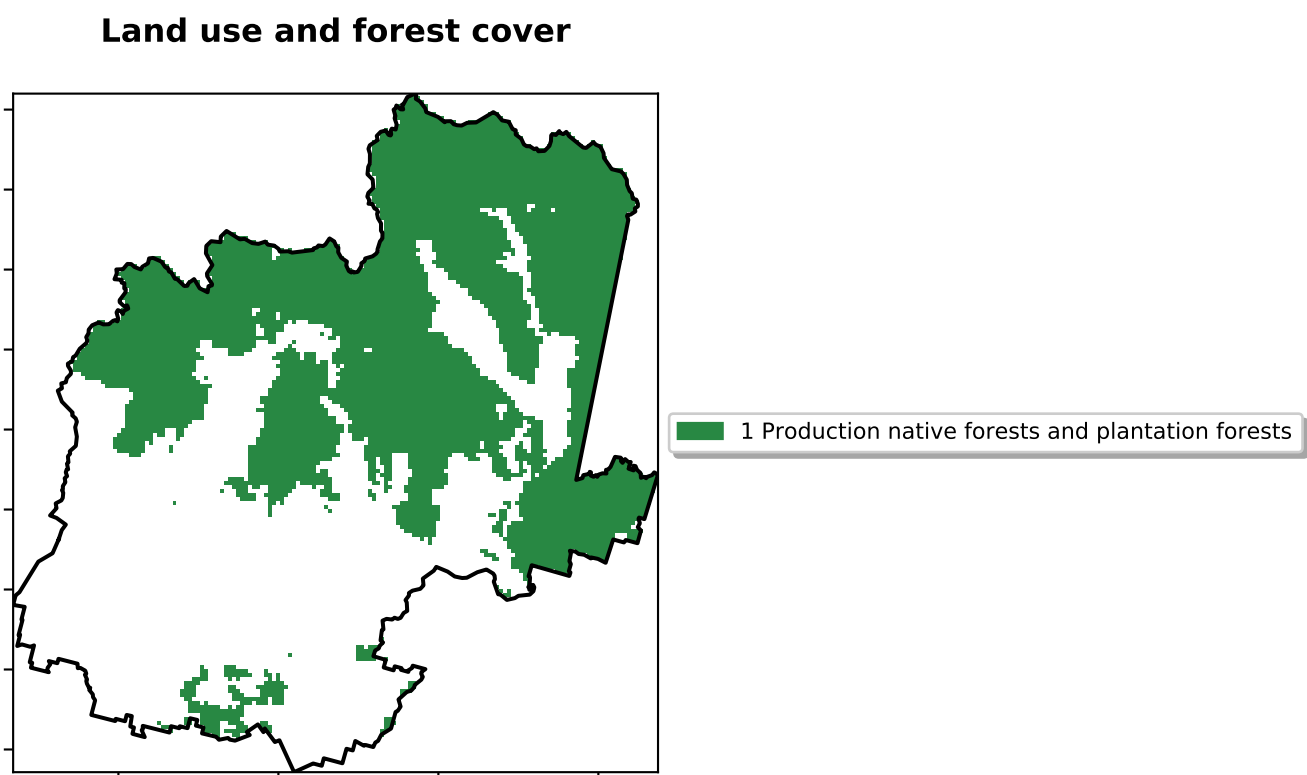 Land use and forest cover
1 Production native forests and plantation forests